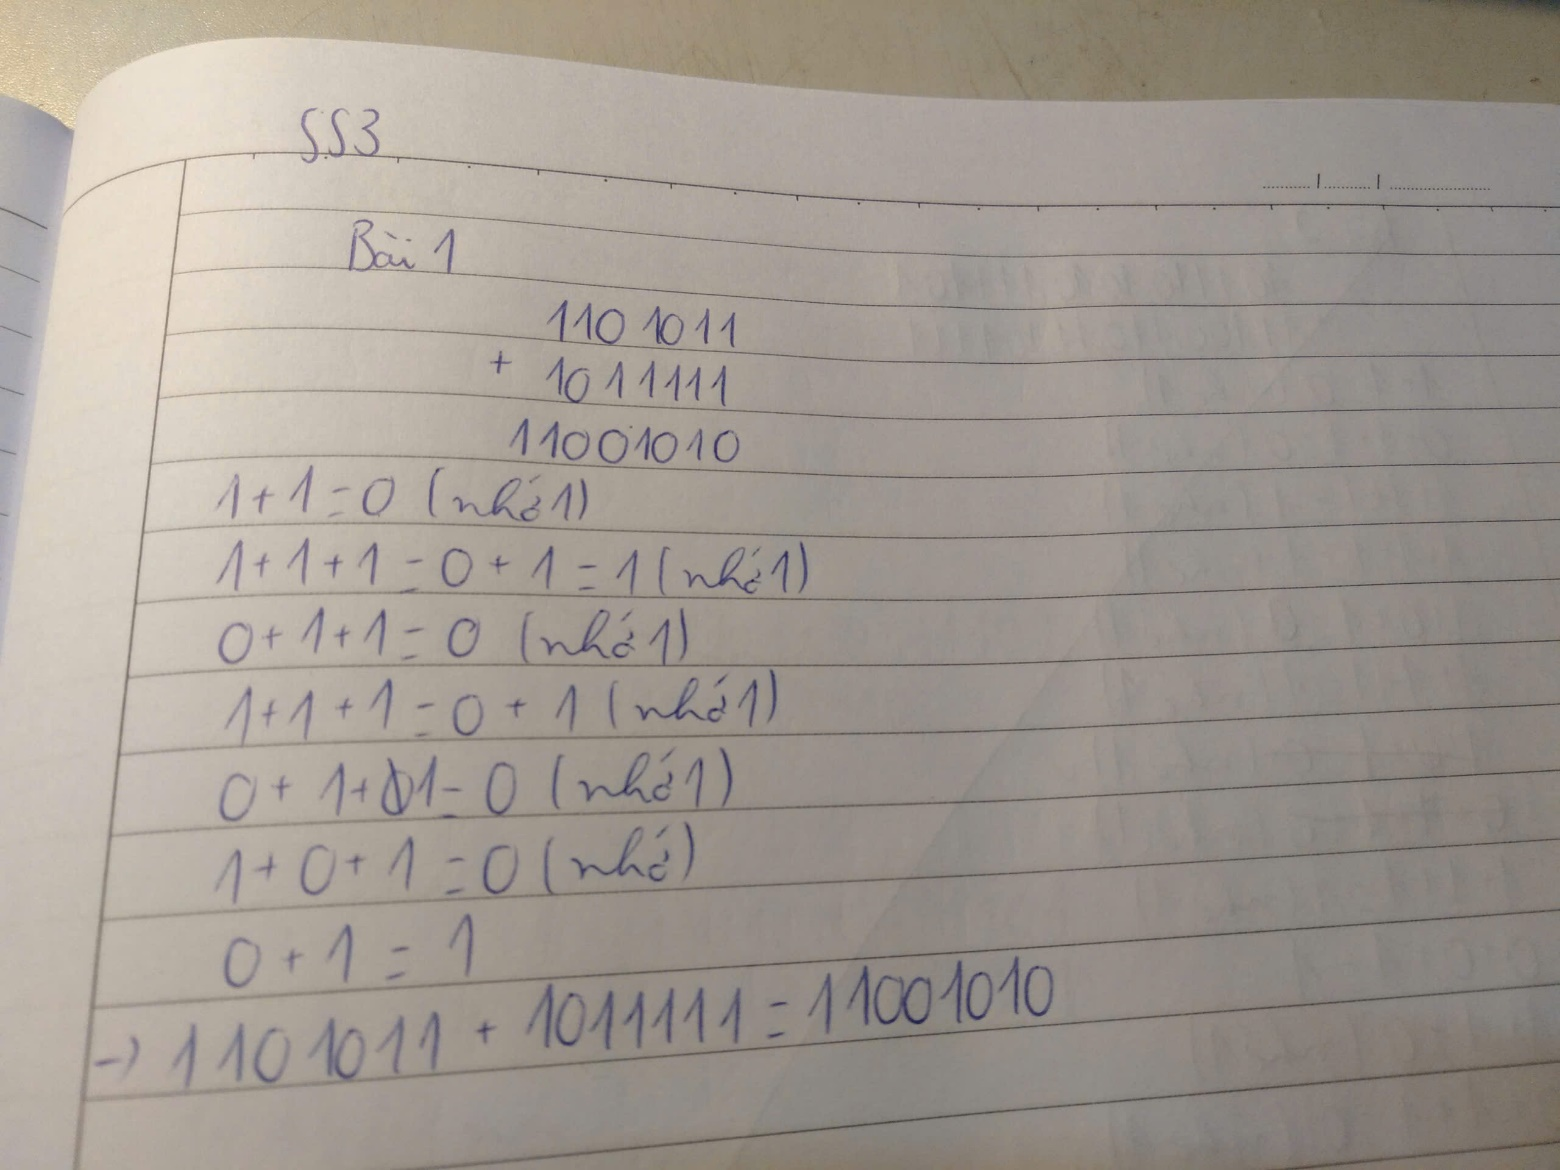 SS3
Bài 1
1101011
+ 1011111
11001010
1+1=0 (nhớ 1)
1+1+1=0+1=1 (nhớ 1)
0+1+1=0 (nhớ 1)
1+1+1=0+1 (nhớ 1)
0+1+1=0 (nhớ 1)
1+0+1=0 (nhớ)
0+1=1
→ 1101011 + 1011111 = 11001010